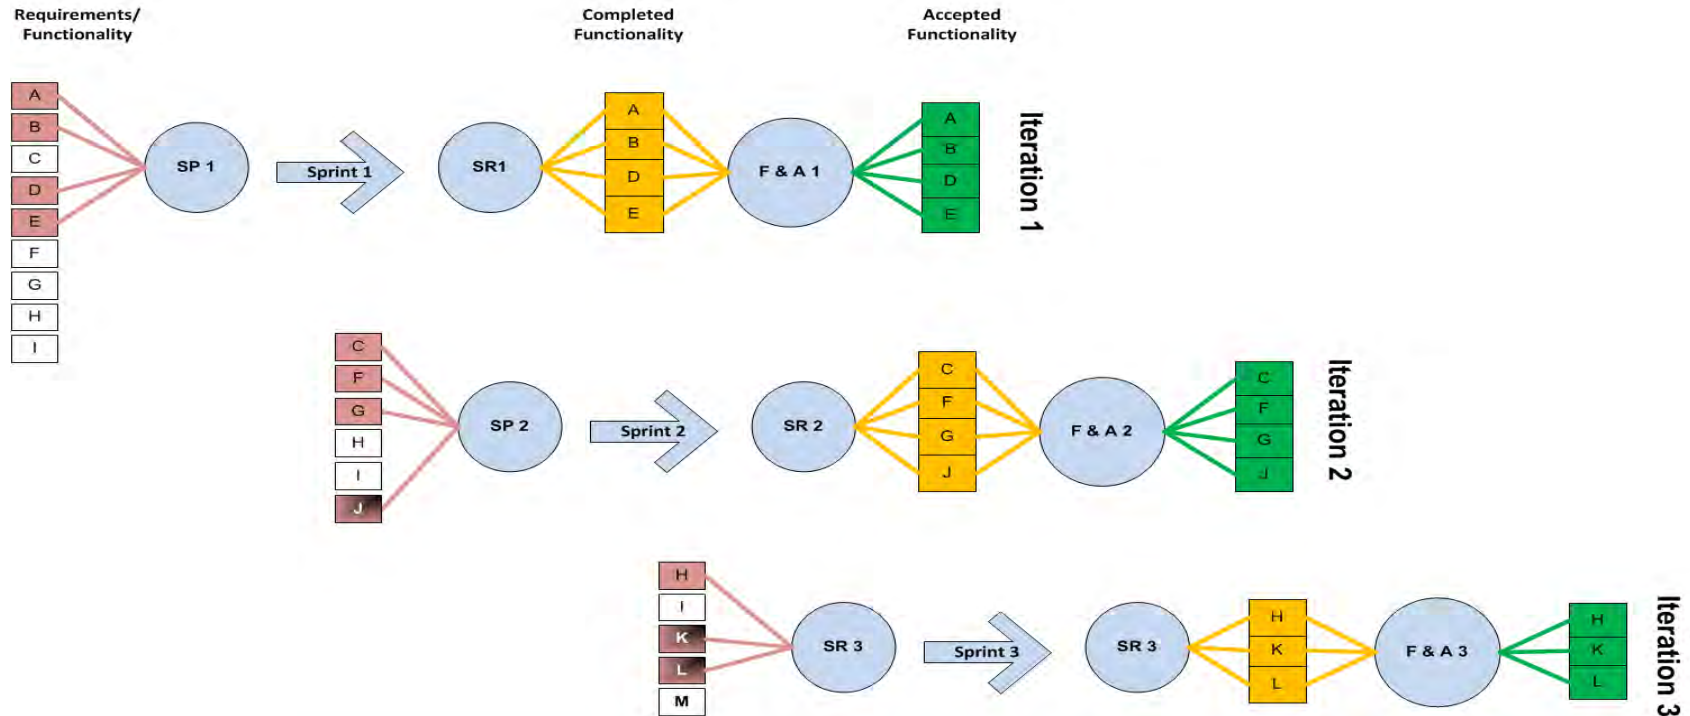 Requirements/
Functionality
Completed
Functionality
Accepted
Functionality
A
B
C
D
E
F
G
H
I
SP 1
Sprint 1
SR1
A
B
D
E
F & A 1
A
B
D
E
Iteration 1
C
F
G
H
I
J
SP 2
Sprint 2
SR 2
C
F
G
J
F & A 2
C
F
G
J
Iteration 2
H
I
K
L
M
SR 3
Sprint 3
SR 3
H
K
L
F & A 3
H
K
L
Iteration 3